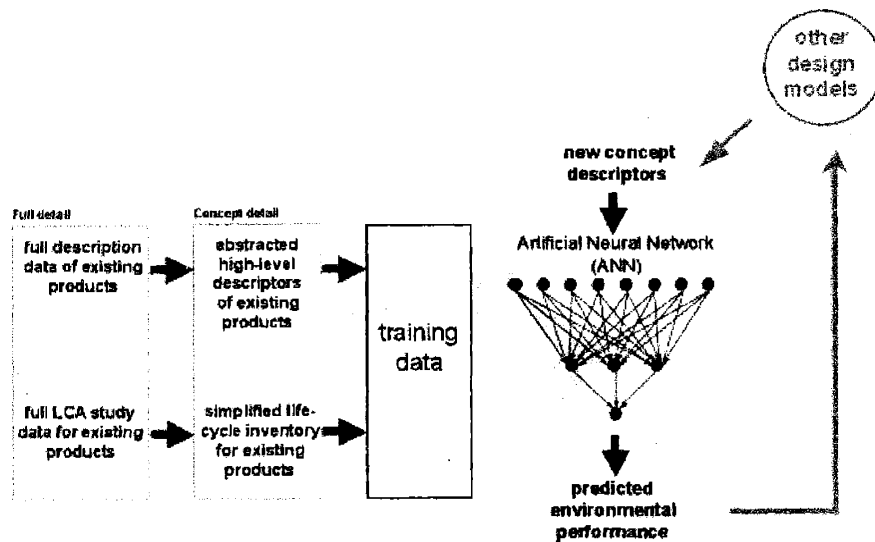 other
design
models
new concept
descriptors
Full detail
Concept detail
full description
data of existing
products
abstracted
high-level
descriptors
of existing
products
training
data
full LCA study
data for existing
products
simplified life-
cycle inventory
for existing
products
Artificial Neural Network
(ANN)
predicted
environmental
performance